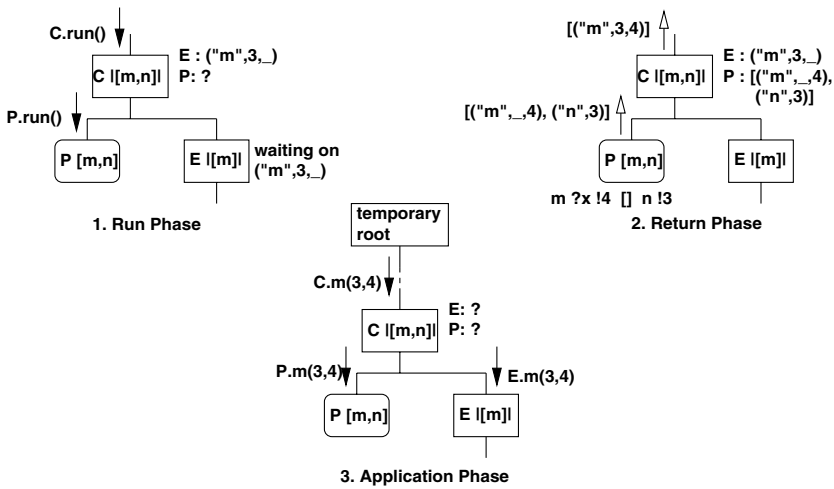 C.run()
E : ("m",3,_)
P: ?
C |[m,n]|
P.run()
P [m,n]
E |[m]|
waiting on
("m",3,_)
1. Run Phase
[("m",3,4)]
E : ("m",3,_)
P : [("m",_,4),
("n",3)]
C |[m,n]|
[("m",_,4), ("n",3)]
P [m,n]
E |[m]|
m ?x !4 [] n !3
2. Return Phase
temporary
root
C.m(3,4)
E: ?
P: ?
C |[m,n]|
P.m(3,4)
E.m(3,4)
P [m,n]
E |[m]|
3. Application Phase